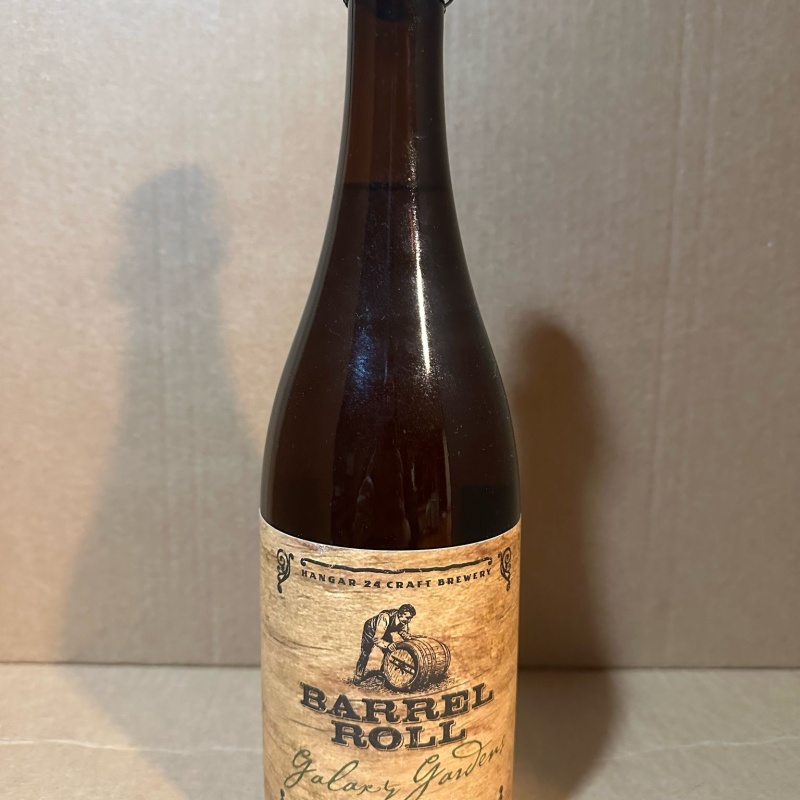 HANGAR 24 CRAFT BREWERY
BARREL
ROLL
Galaxy Gardens